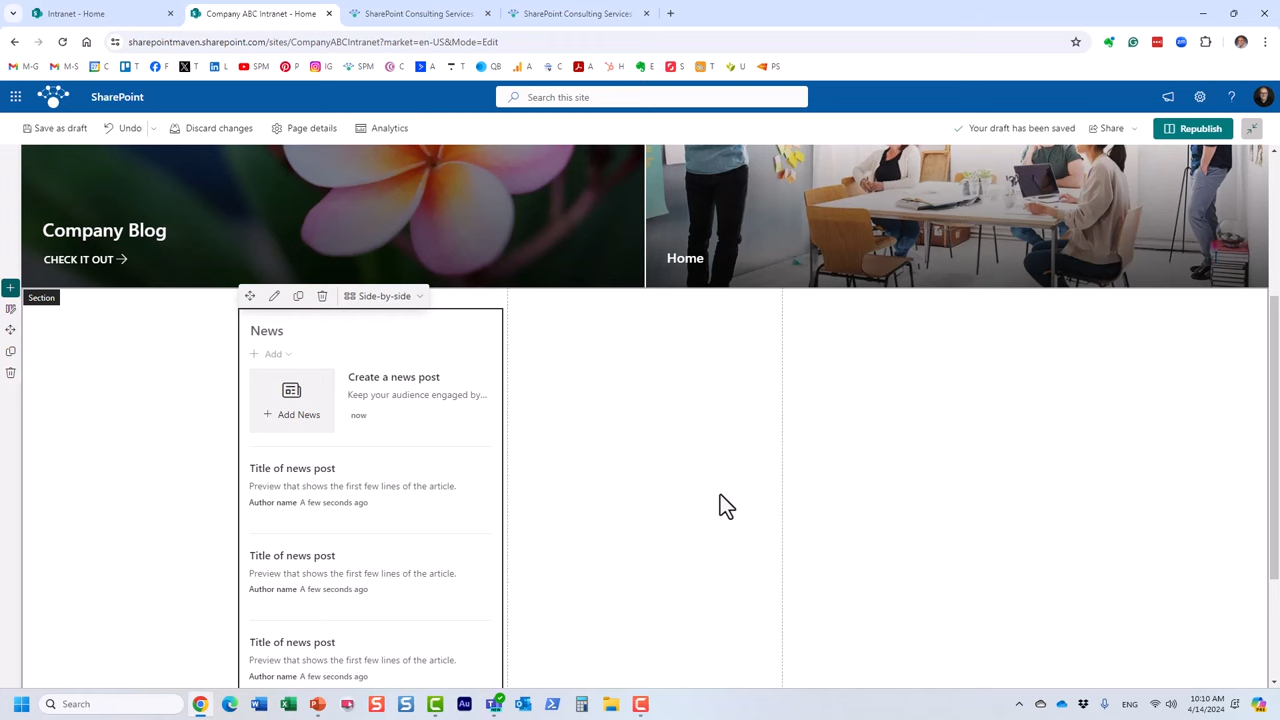 Intranet - Home
Company ABC Intranet - Home
SharePoint Consulting Services
SharePoint Consulting Services
sharepointmaven.sharepoint.com/sites/CompanyABCIntranet?market=en-US&Mode=Edit
M-G
M-S
C
T
F
X
L
SPM
P
IG
SPM
C
A
T
QB
A
C
A
H
E
S
T
U
PS
SharePoint
Search this site
Save as draft
Undo
Discard changes
Page details
Analytics
Your draft has been saved
Share
Republish
Company Blog
CHECK IT OUT
Home
Section
Side-by-side
News
Add
Create a news post
Keep your audience engaged by...
now
Add News
Title of news post
Preview that shows the first few lines of the article.
Author name A few seconds ago
Title of news post
Preview that shows the first few lines of the article.
Author name A few seconds ago
Title of news post
Preview that shows the first few lines of the article.
Author name A few seconds ago
Search
ENG
10:10 AM
4/14/2024